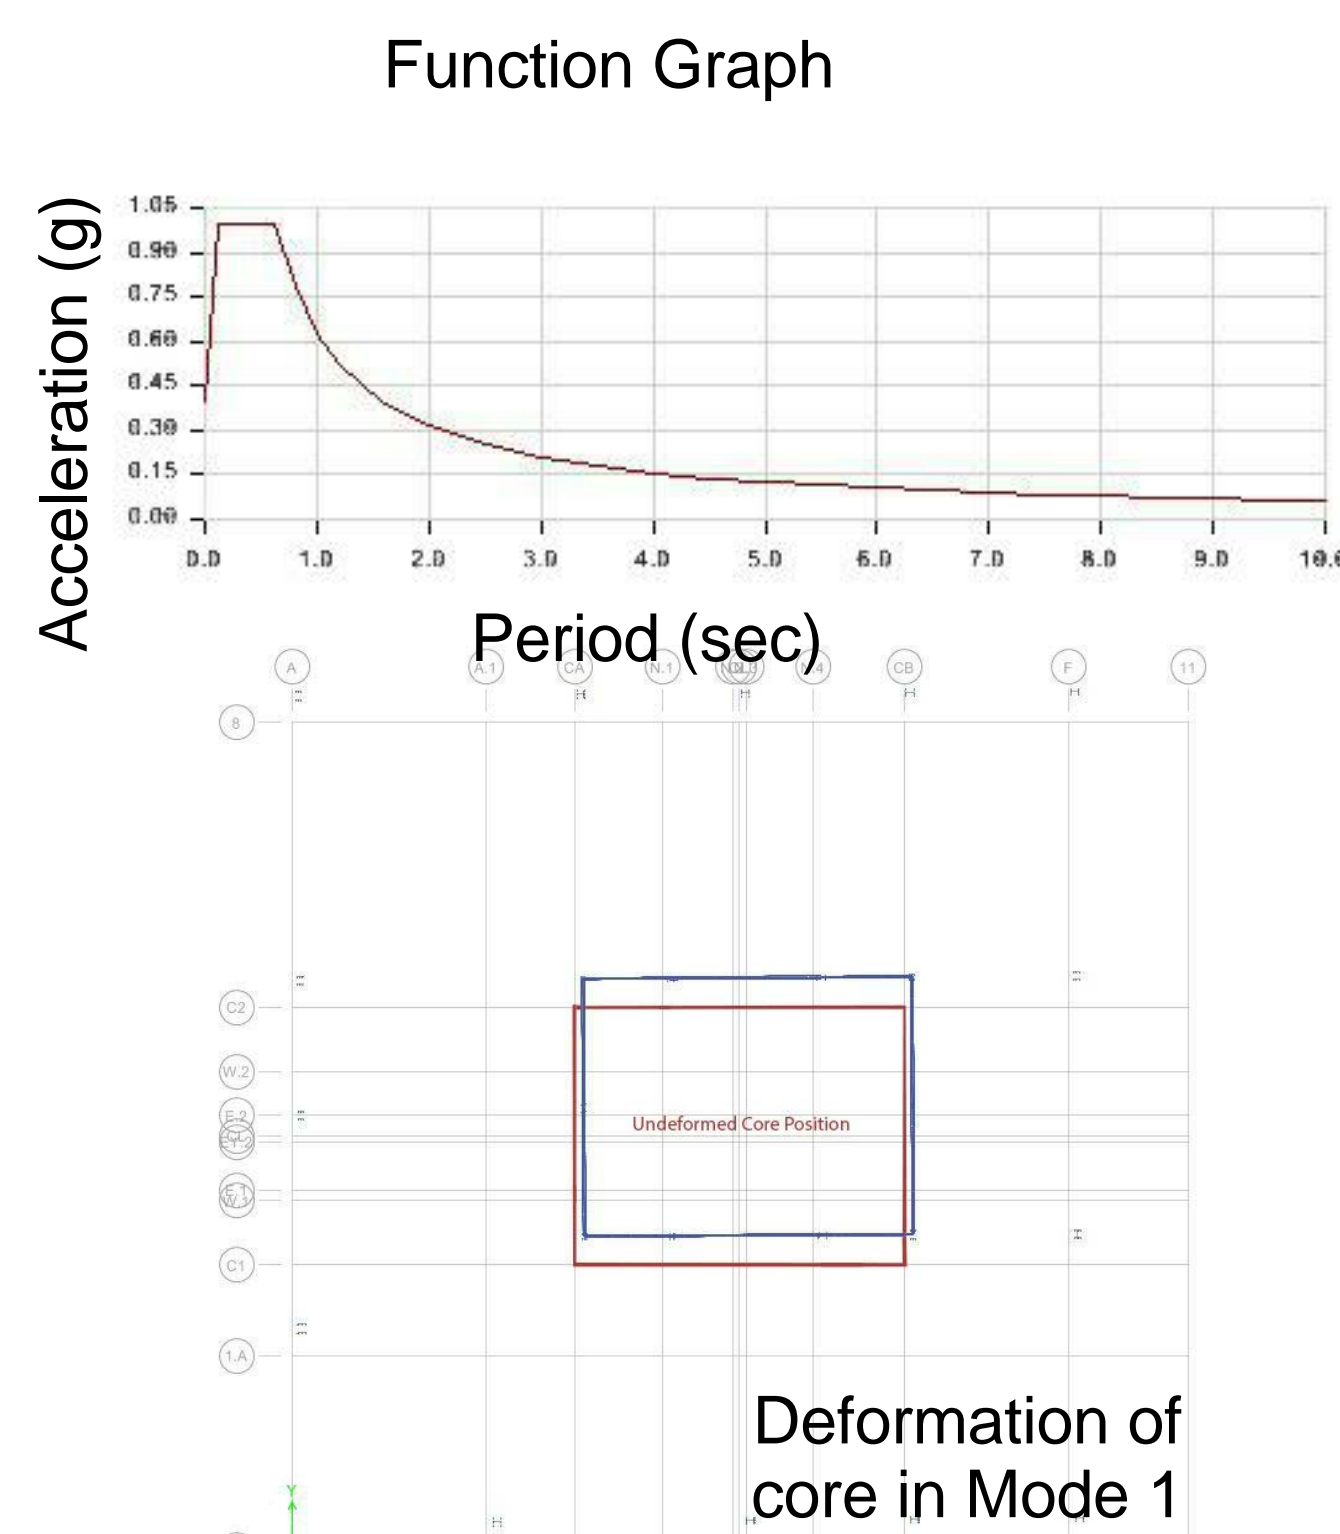 Function Graph
Acceleration (g)
1.05
0.90
0.75
0.60
0.45
0.30
0.15
0.00
0.0 1.0 2.0 3.0 4.0 5.0 6.0 7.0 8.0 9.0
Period (sec)
A A.1 CA N.1 N.4 CB F 11
8
C2
W.2
E.2
E.1
W.1
Undeformed Core Position
C1
1.A
Deformation of
core in Mode 1
Y